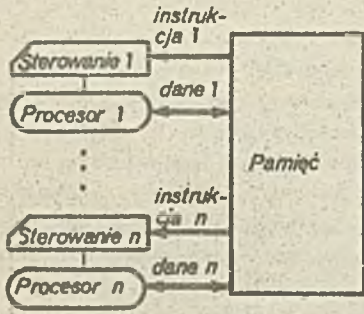 instruk-
cja 1
Sterowanie 1
dane 1
Procesor 1
Pamięć
instruk-
cja n
Sterowanie n
dane n
Procesor n